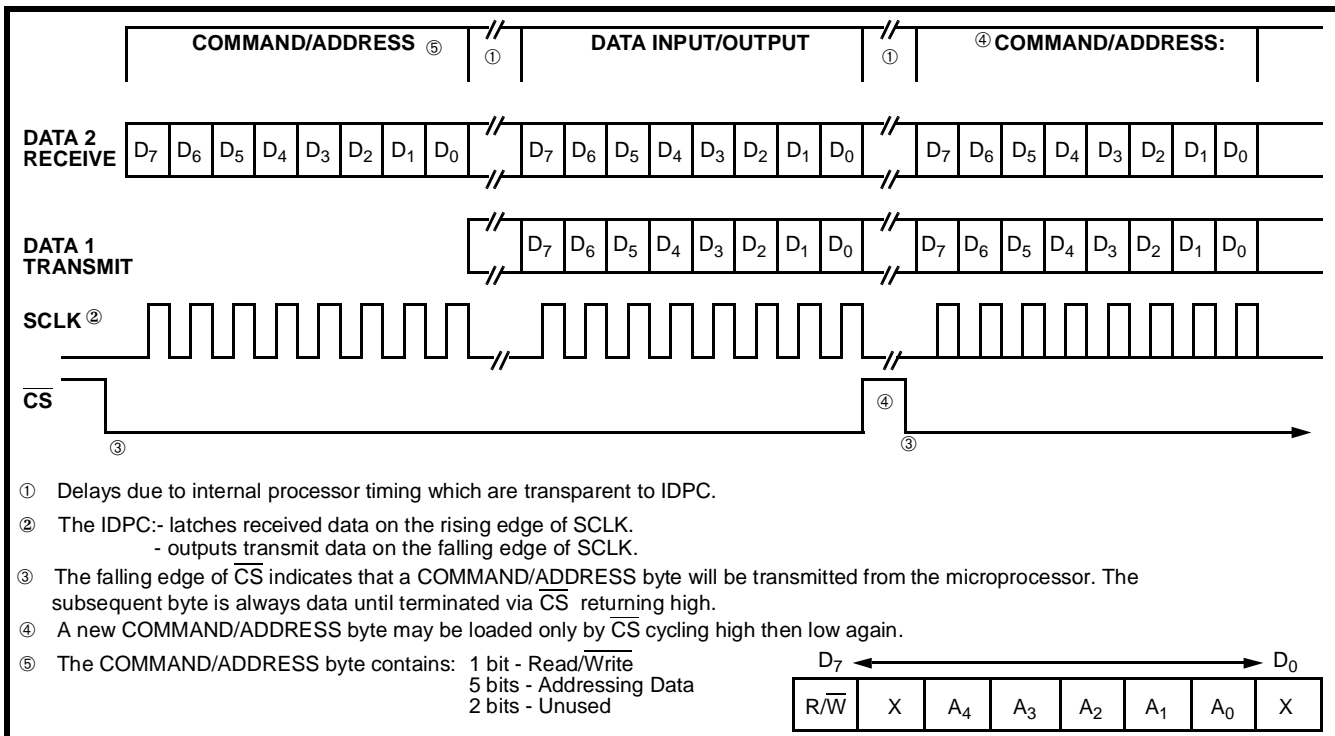 COMMAND/ADDRESS ⑤ ① DATA INPUT/OUTPUT ① ④ COMMAND/ADDRESS:
DATA 2
RECEIVE D7 D6 D5 D4 D3 D2 D1 D0 D7 D6 D5 D4 D3 D2 D1 D0 D7 D6 D5 D4 D3 D2 D1 D0
DATA 1
TRANSMIT D7 D6 D5 D4 D3 D2 D1 D0 D7 D6 D5 D4 D3 D2 D1 D0
SCLK ②
CS ④
③ ③
① Delays due to internal processor timing which are transparent to IDPC.
② The IDPC:- latches received data on the rising edge of SCLK.
- outputs transmit data on the falling edge of SCLK.
③ The falling edge of CS indicates that a COMMAND/ADDRESS byte will be transmitted from the microprocessor. The
subsequent byte is always data until terminated via CS returning high.
④ A new COMMAND/ADDRESS byte may be loaded only by CS cycling high then low again.
⑤ The COMMAND/ADDRESS byte contains: 1 bit - Read/Write
5 bits - Addressing Data
2 bits - Unused
D7 D0
R/W X A4 A3 A2 A1 A0 X